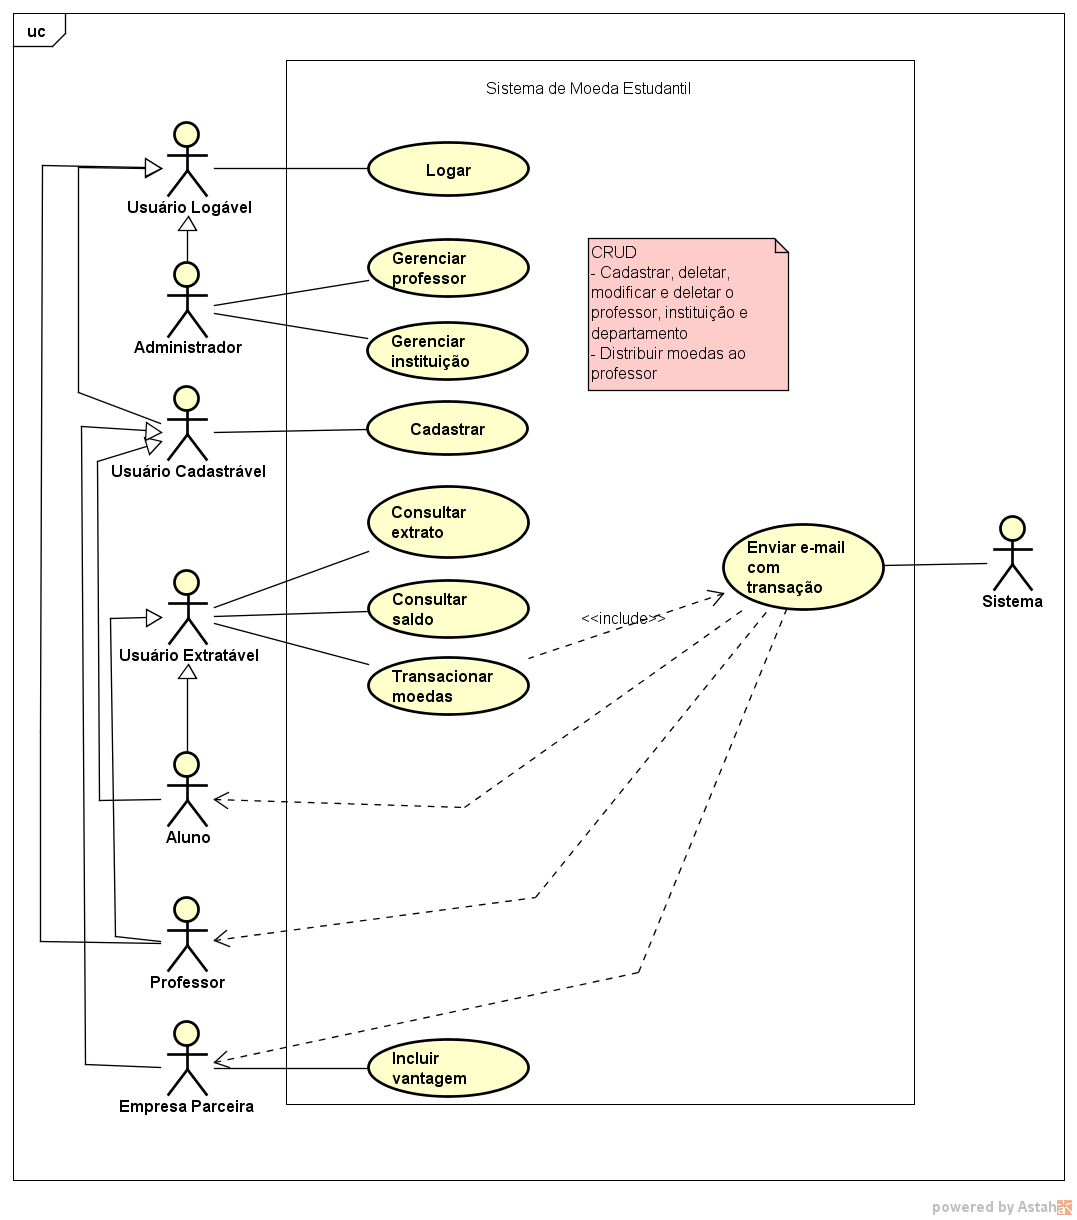 uc
Sistema de Moeda Estudantil
Logar
Usuário Logável
Gerenciar
professor
CRUD
- Cadastrar, deletar,
modificar e deletar o
professor, instituição e
departamento
- Distribuir moedas ao
professor
Administrador
Gerenciar
instituição
Cadastrar
Usuário Cadastrável
Consultar
extrato
Enviar e-mail
com
transação
Sistema
Consultar
saldo
<<include>>
Usuário Extratável
Transacionar
moedas
Aluno
Professor
Incluir
vantagem
Empresa Parceira
powered by Astah